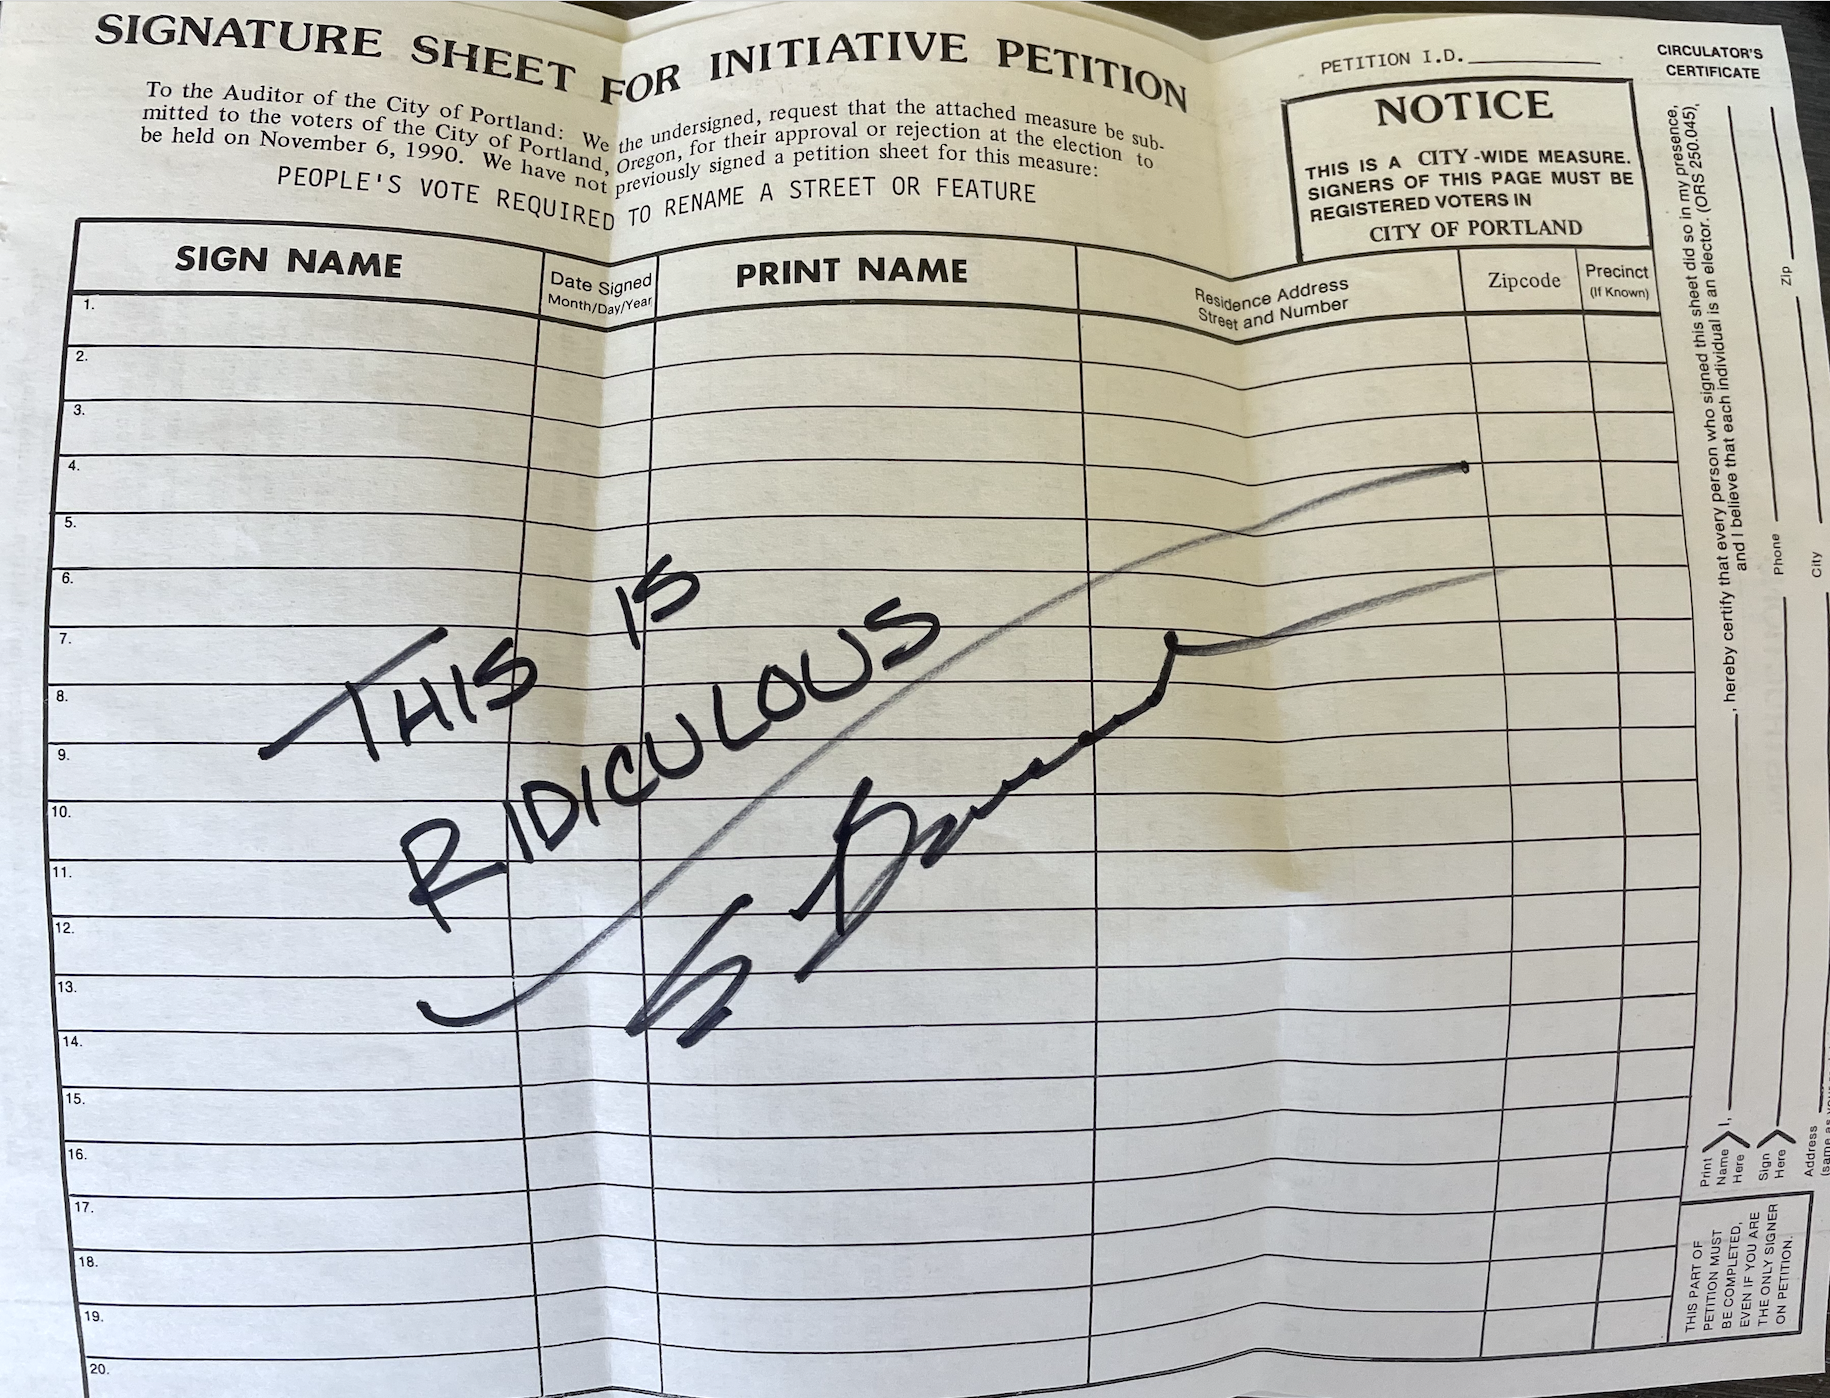 SIGNATURE SHEET FOR INITIATIVE PETITION
To the Auditor of the City of Portland: We the undersigned, request that the attached measure be sub-
mitted to the voters of the City of Portland, Oregon, for their approval or rejection at the election to
be held on November 6, 1990. We have not previously signed a petition sheet for this measure:
PEOPLE'S VOTE REQUIRED TO RENAME A STREET OR FEATURE
PETITION I.D.
NOTICE
THIS IS A CITY-WIDE MEASURE.
SIGNERS OF THIS PAGE MUST BE
REGISTERED VOTERS IN
CITY OF PORTLAND
SIGN NAME
Date Signed
Month/Day/Year
PRINT NAME
Residence Address
Street and Number
Zipcode
Precinct
(If Known)
1.
2.
3.
4.
5.
6.
7.
8.
9.
10.
11.
12.
13.
14.
15.
16.
17.
18.
19.
20.
THIS IS
RIDICULOUS
CIRCULATOR'S
CERTIFICATE
Print
Name
Here
I, , hereby certify that every person who signed this sheet did so in my presence,
and I believe that each individual is an elector. (ORS 250.045),
Sign
Here
Phone
Zip
Address
City
(same as
THIS PART OF
PETITION MUST
BE COMPLETED,
EVEN IF YOU ARE
THE ONLY SIGNER
ON PETITION.